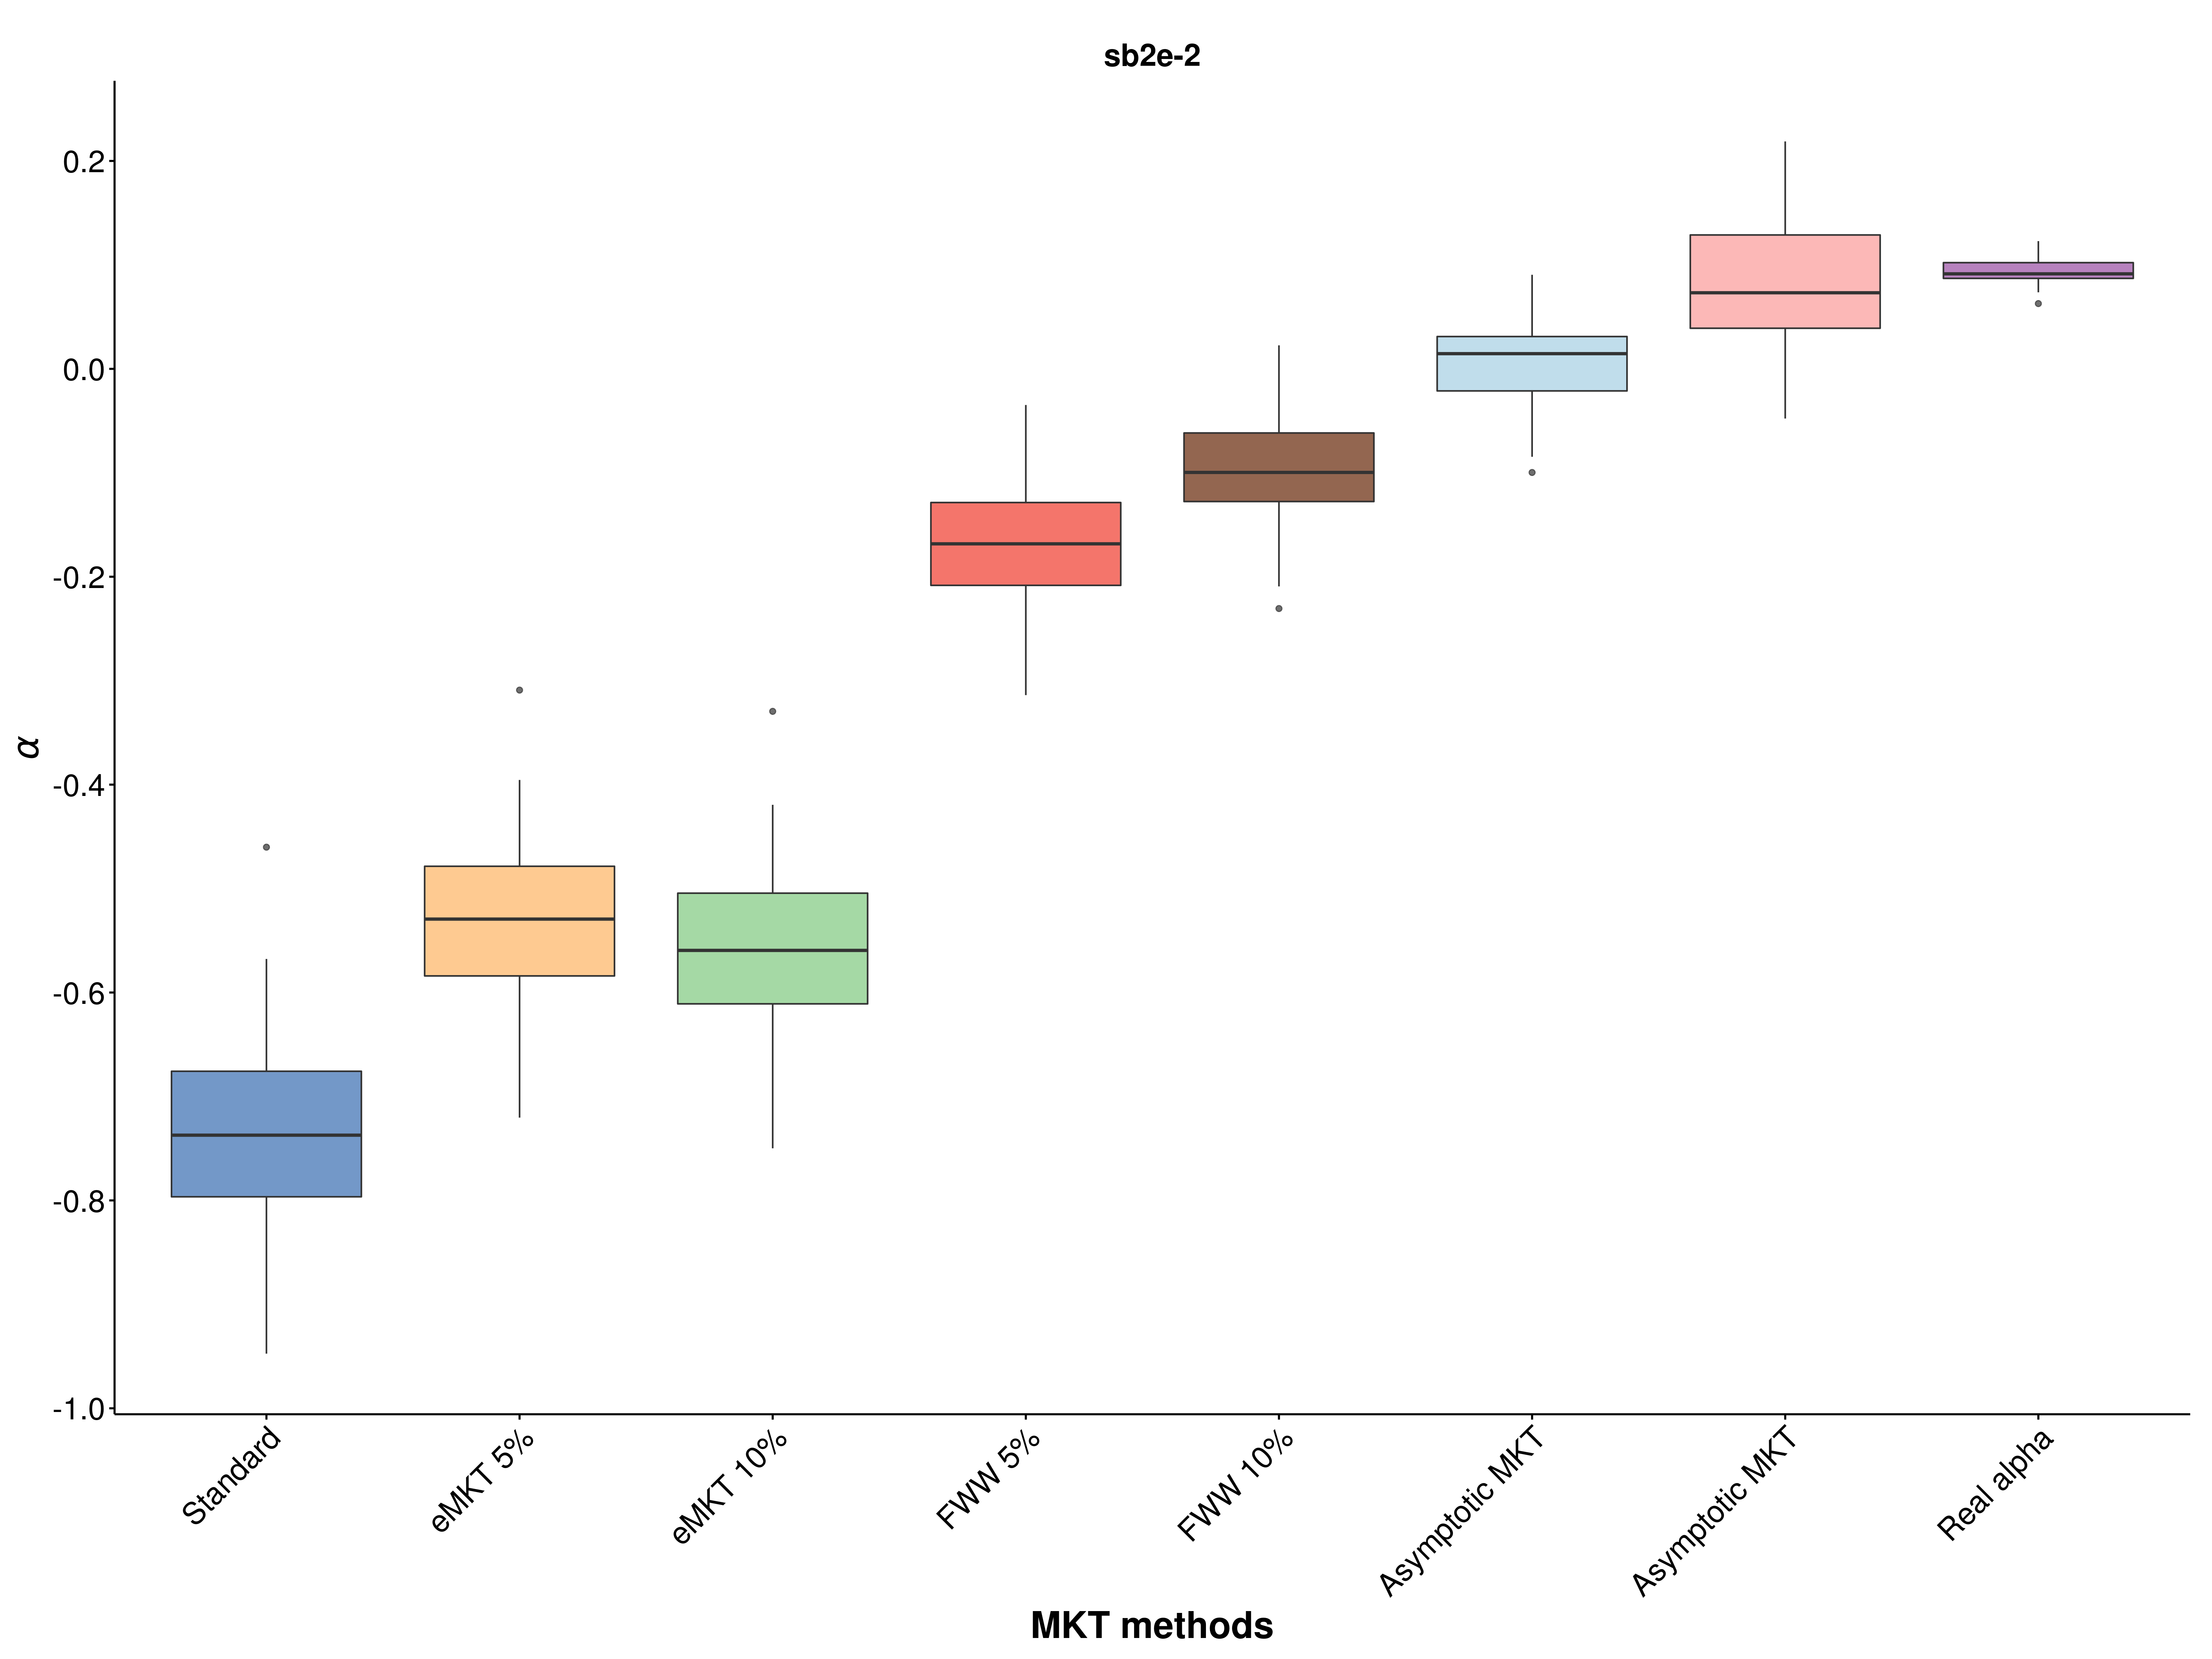 sb2e-2
0.2
0.0
-0.2
-0.4
-0.6
-0.8
-1.0
α
Standard
eMKT 5%
eMKT 10%
FWW 5%
FWW 10%
Asymptotic MKT
Asymptotic MKT
Real alpha
MKT methods